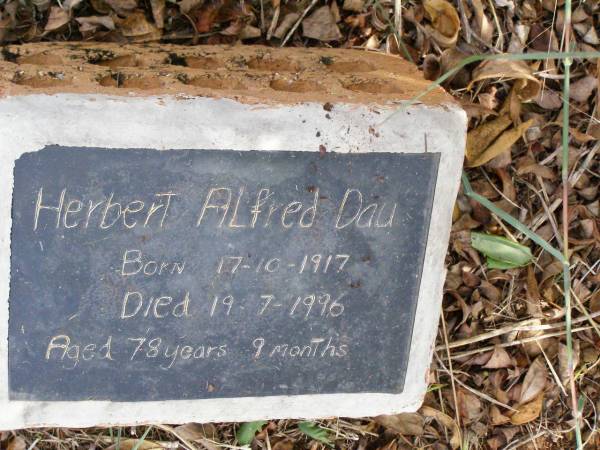 Herbert Alfred Dau
Born 17-10-1917
Died 19-7-1996
Aged 78 years 9 months